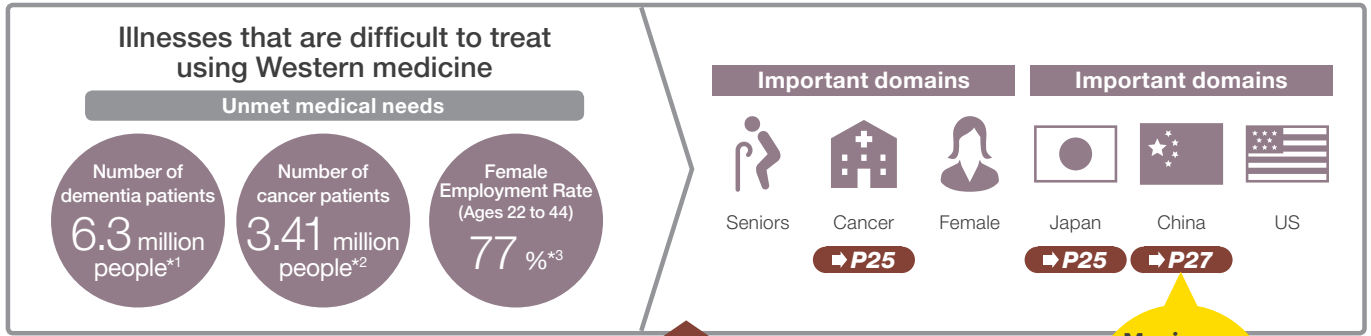 Illnesses that are difficult to treat
using Western medicine
Unmet medical needs
Number of
dementia patients
6.3 million
people*1
Number of
cancer patients
3.41 million
people*2
Female
Employment Rate
(Ages 22 to 44)
77 %*3
Important domains
Seniors
Cancer
➡P25
Female
Important domains
Japan
➡P25
China
➡P27
US